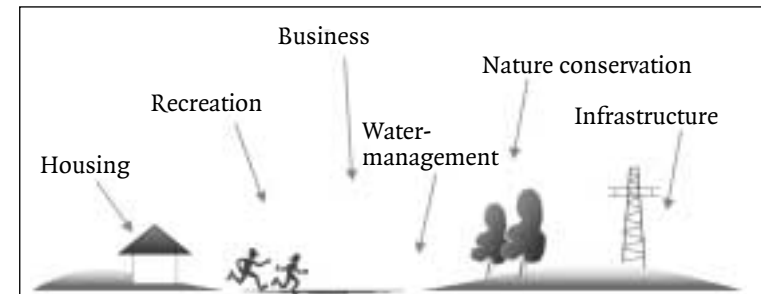 Business
Nature conservation
Recreation
Infrastructure
Water-
management
Housing